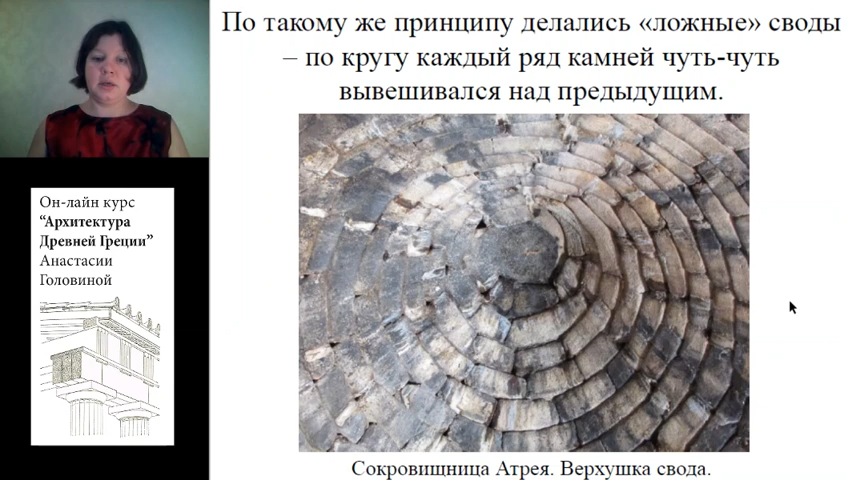 По такому же принципу делались «ложные» своды
– по кругу каждый ряд камней чуть-чуть
вывешивался над предыдущим.
Он-лайн курс
“Архитектура
Древней Греции”
Анастасии
Головиной
Сокровищница Атрея. Верхушка свода.